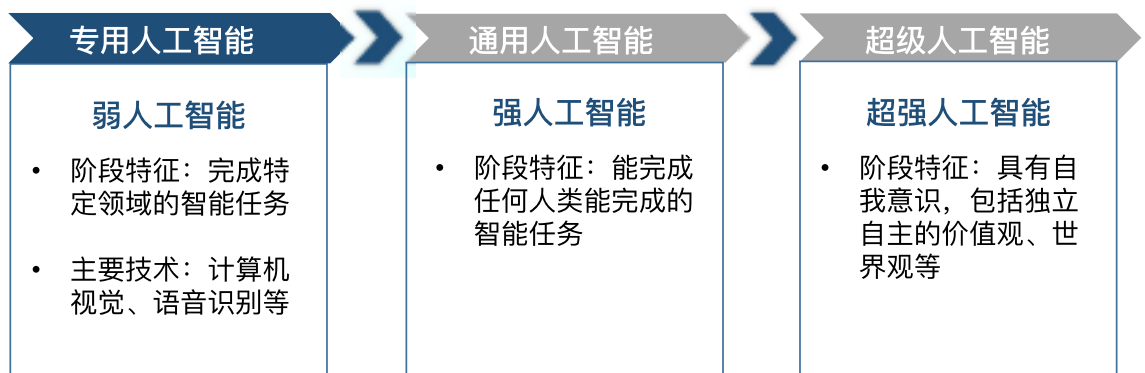 专用人工智能
弱人工智能
• 阶段特征：完成特
定领域的智能任务
• 主要技术：计算机
视觉、语音识别等
通用人工智能
强人工智能
• 阶段特征：能完成
任何人类能完成的
智能任务
超级人工智能
超强人工智能
• 阶段特征：具有自
我意识，包括独立
自主的价值观、世
界观等